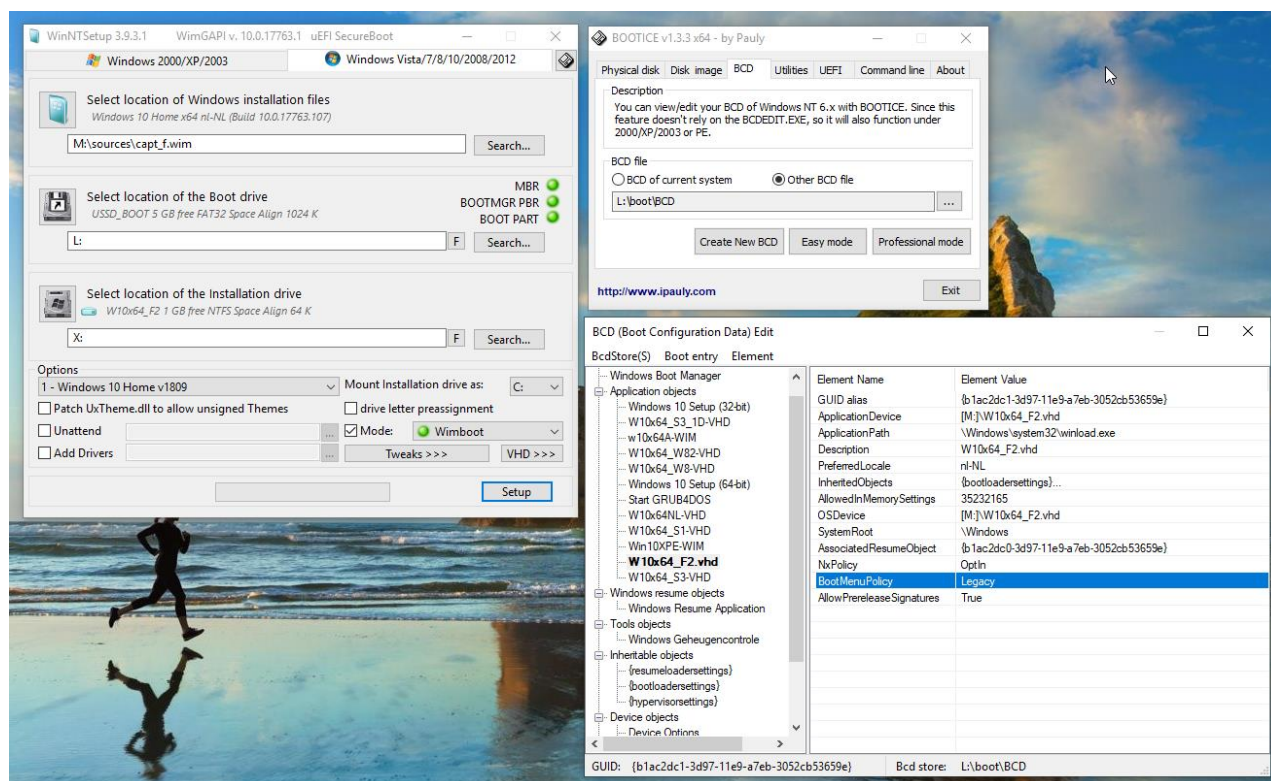 WinNTSetup 3.9.3.1 WimGAPI v. 10.0.17763.1 uEFI SecureBoot
Windows 2000/XP/2003
Windows Vista/7/8/10/2008/2012
Select location of Windows installation files
Windows 10 Home x64 nl-NL (Build 10.0.17763.107)
M:\sources\capt_f.wim
Search...
Select location of the Boot drive
USSD_BOOT 5 GB free FAT32 Space Align 1024 K
MBR
BOOTMGR PBR
BOOT PART
L:
F
Search...
Select location of the Installation drive
W10x64_F2 1 GB free NTFS Space Align 64 K
X:
F
Search...
Options
1 - Windows 10 Home v1809
Mount Installation drive as: C:
Patch UxTheme.dll to allow unsigned Themes
drive letter preassignment
Unattend
...
Mode: Wimboot
Add Drivers
...
Tweaks >>>
VHD >>>
Setup
BOOTICE v1.3.3 x64 - by Pauly
Physical disk Disk image BCD Utilities UEFI Command line About
Description
You can view/edit your BCD of Windows NT 6.x with BOOTICE. Since this
feature doesn't rely on the BCDEDIT.EXE, so it will also function under
2000/XP/2003 or PE.
BCD file
BCD of current system
Other BCD file
L:\boot\BCD
...
Create New BCD
Easy mode
Professional mode
http://www.ipauly.com
Exit
BCD (Boot Configuration Data) Edit
BcdStore(S) Boot entry Element
Windows Boot Manager
Application objects
Windows 10 Setup (32-bit)
W10x64_S3_1D-VHD
w10x64A-WIM
W10x64_W82-VHD
W10x64_W8-VHD
Windows 10 Setup (64-bit)
Start GRUB4DOS
W10x64NL-VHD
W10x64_S1-VHD
Win10XPE-WIM
W10x64_F2.vhd
W10x64_S3-VHD
Windows resume objects
Windows Resume Application
Tools objects
Windows Geheugencontrole
Inheritable objects
{resumeloadersettings}
{bootloadersettings}
{hypervisorsettings}
Device objects
Device Options
Element Name Element Value
GUID alias {b1ac2dc1-3d97-11e9-a7eb-3052cb53659e}
ApplicationDevice [M:]\W10x64_F2.vhd
ApplicationPath \Windows\system32\winload.exe
Description W10x64_F2.vhd
PreferredLocale nl-NL
InheritedObjects {bootloadersettings}...
AllowedInMemorySettings 35232165
OSDevice [M:]\W10x64_F2.vhd
SystemRoot \Windows
AssociatedResumeObject {b1ac2dc0-3d97-11e9-a7eb-3052cb53659e}
NxPolicy OptIn
BootMenuPolicy Legacy
AllowPrereleaseSignatures True
GUID: {b1ac2dc1-3d97-11e9-a7eb-3052cb53659e} Bcd store: L:\boot\BCD